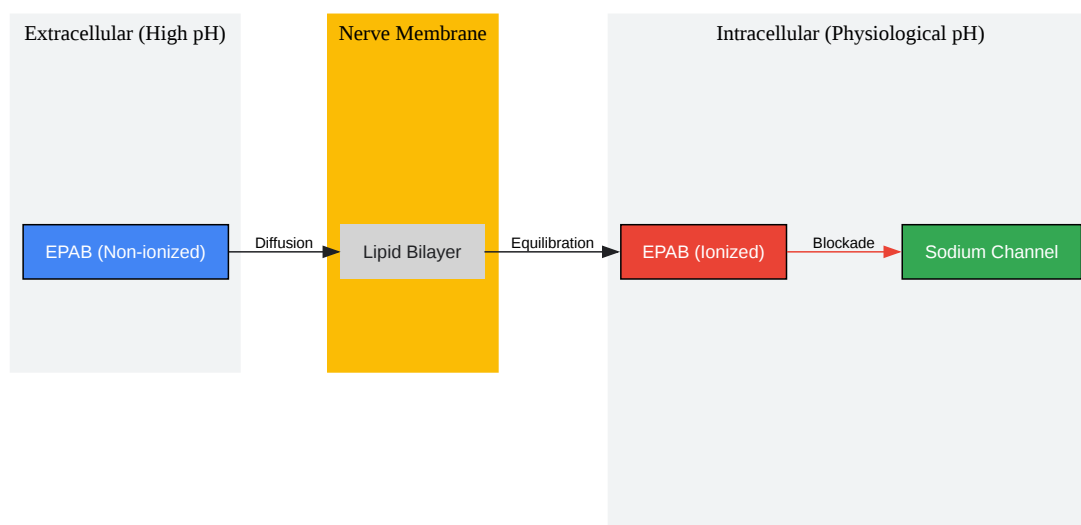 Extracellular (High pH)
Nerve Membrane
Intracellular (Physiological pH)
EPAB (Non-ionized)
Diffusion
Lipid Bilayer
Equilibration
EPAB (Ionized)
Blockade
Sodium Channel